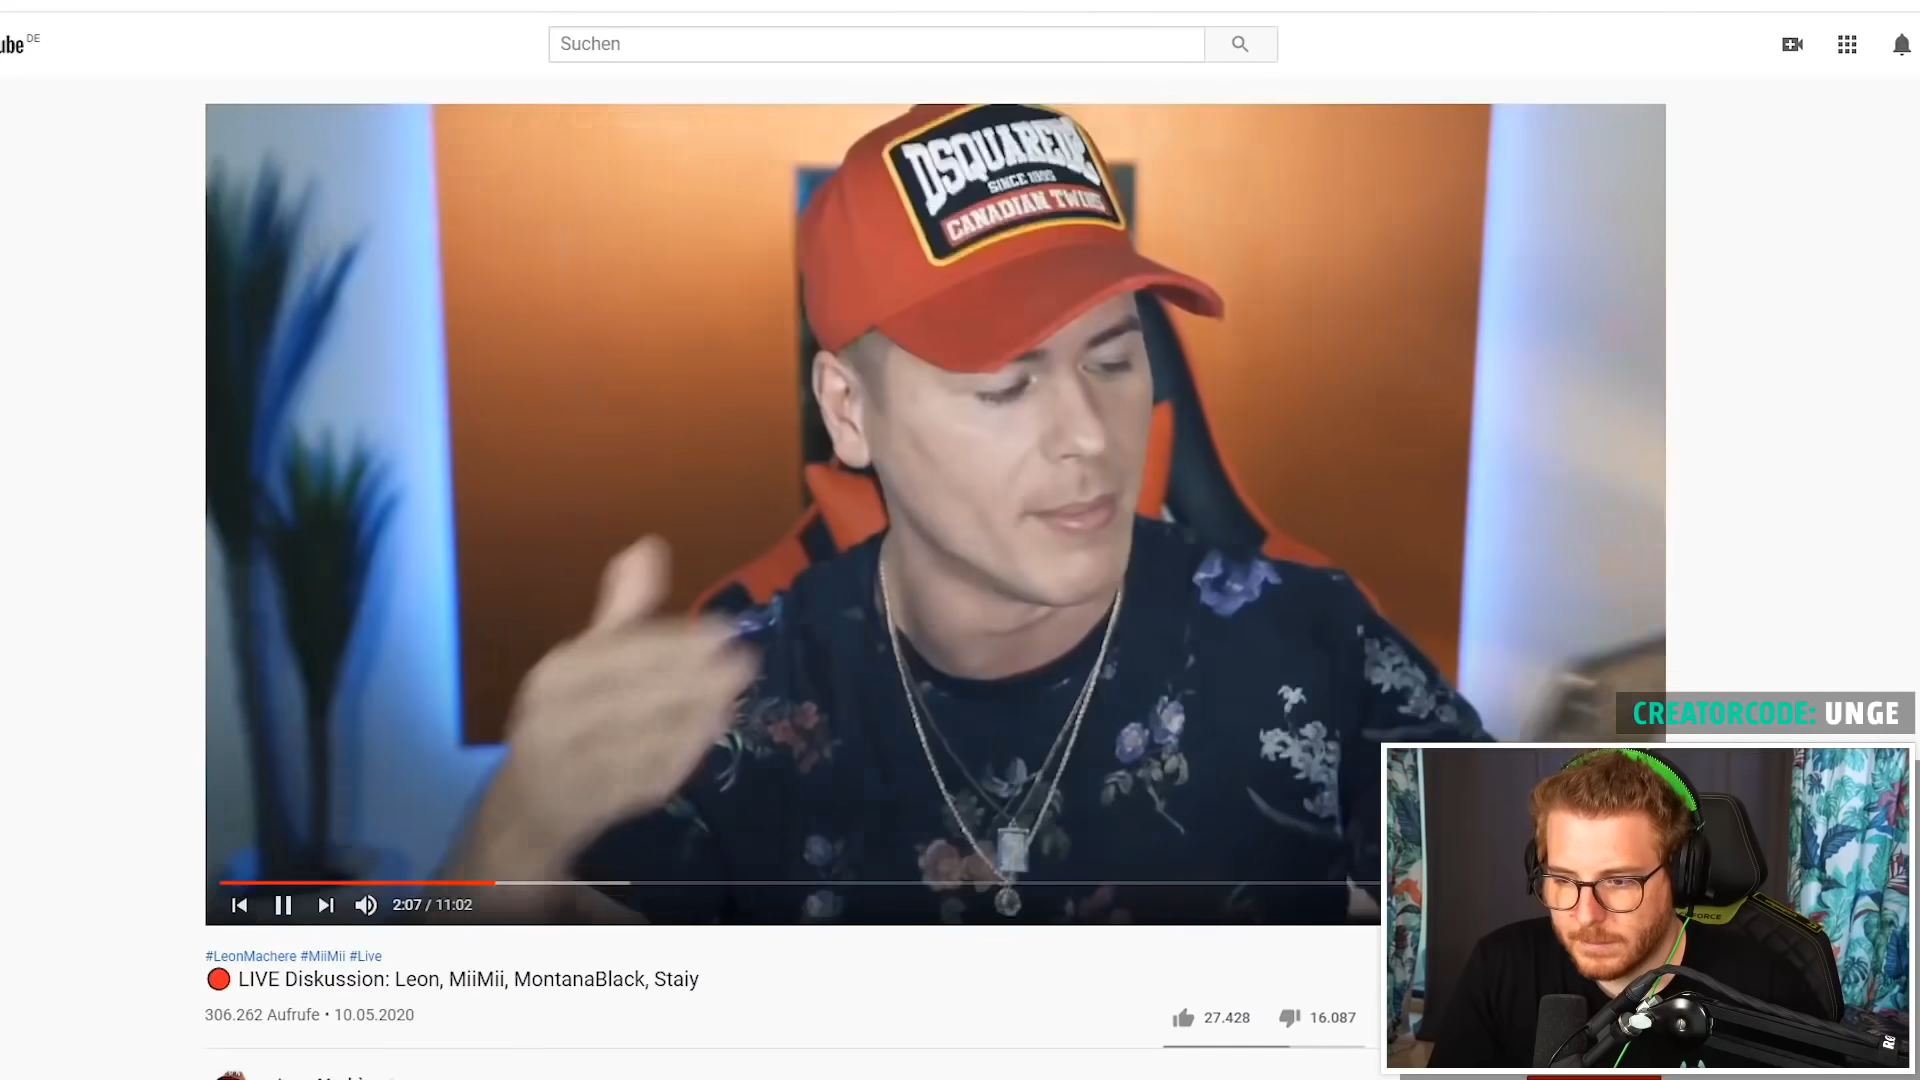 ube DE
Suchen
DSQUARED2
SINCE 1995
CANADIAN TWINS
CREATORCODE: UNGE
2:07 / 11:02
#LeonMachere #MiiMii #Live
LIVE Diskussion: Leon, MiiMii, MontanaBlack, Staiy
306.262 Aufrufe • 10.05.2020
27.428
16.087